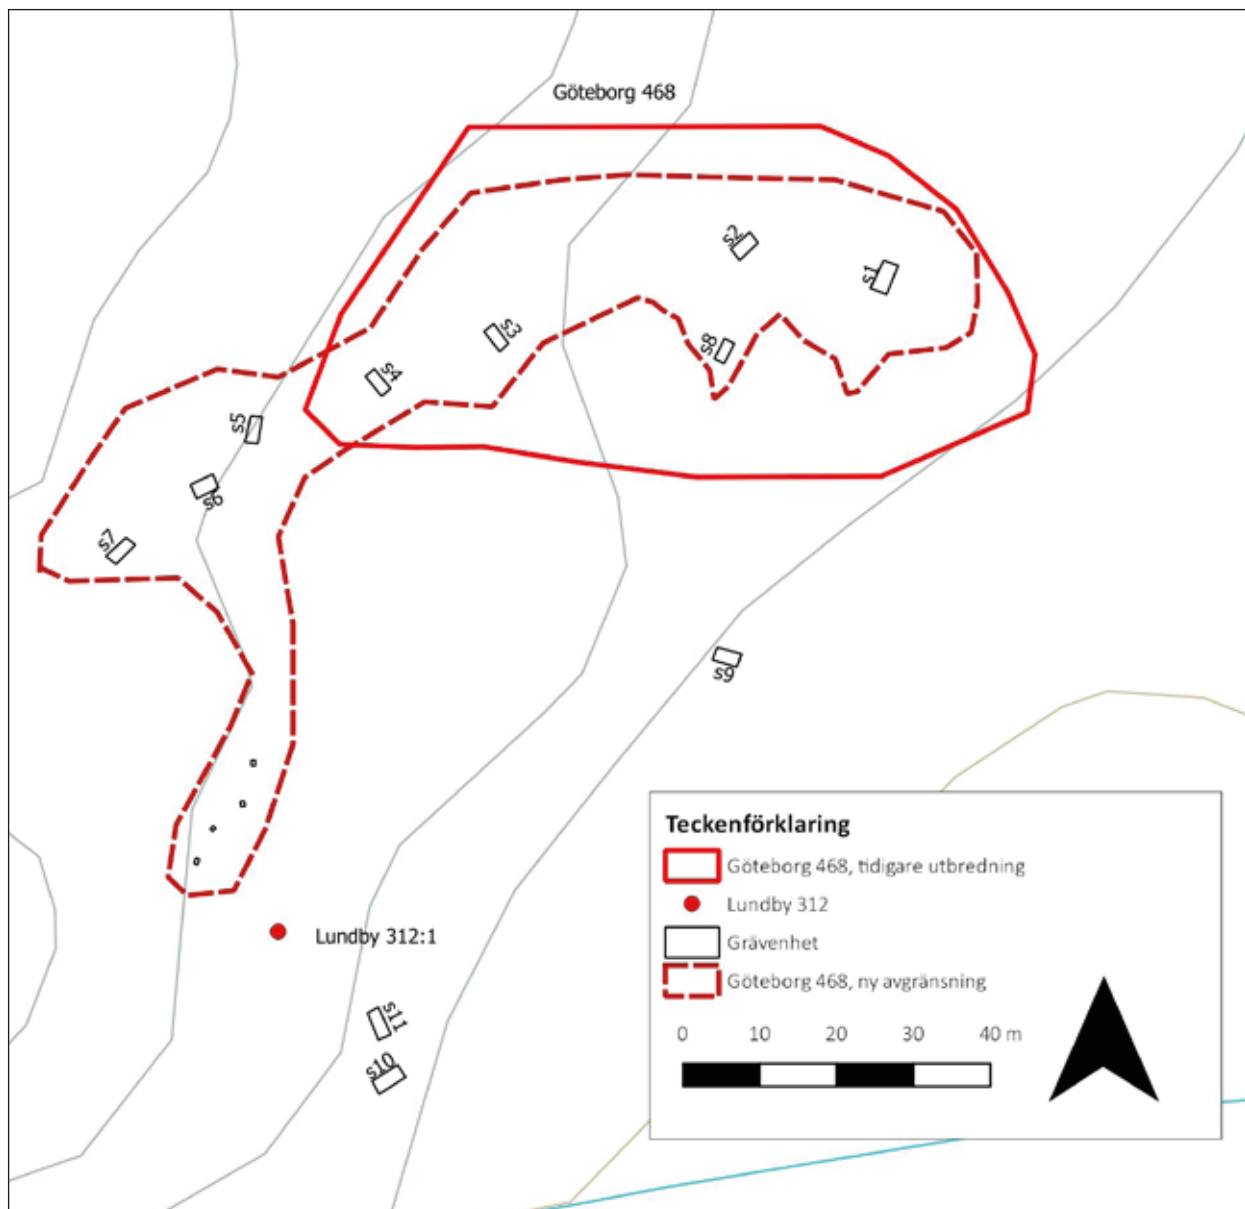 Göteborg 468
s2
s1
s3
s8
s4
s5
s6
s7
s9
Lundby 312:1
s11
s10
Teckenförklaring
Göteborg 468, tidigare utbredning
Lundby 312
Grävenhet
Göteborg 468, ny avgränsning
0 10 20 30 40 m